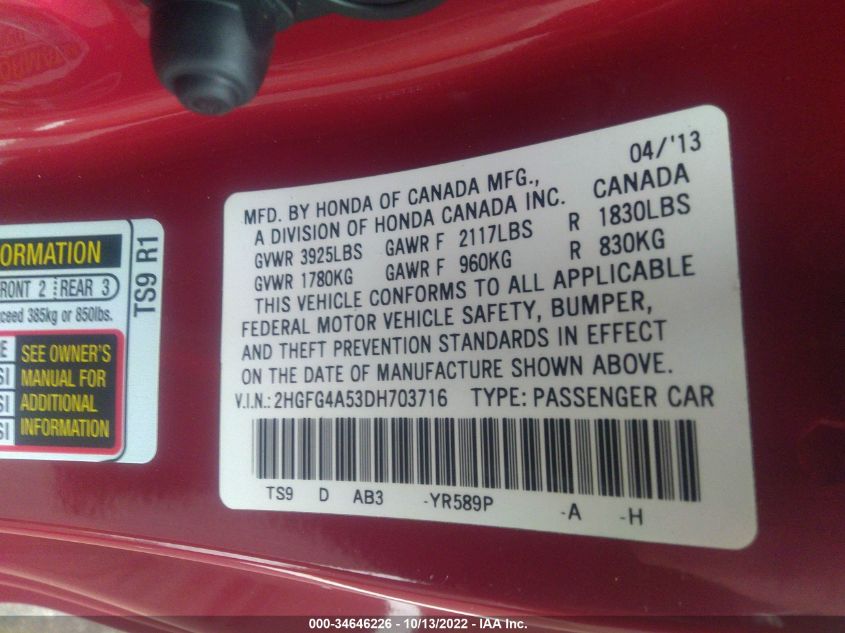 ORMATION
RONT 2 REAR 3
ceed 385kg or 850lbs.
SEE OWNER'S
MANUAL FOR
ADDITIONAL
INFORMATION
TS9 R1
04/'13
MFD. BY HONDA OF CANADA MFG.,
A DIVISION OF HONDA CANADA INC. CANADA
GVWR 3925LBS GAWR F 2117LBS R 1830LBS
GVWR 1780KG GAWR F 960KG R 830KG
THIS VEHICLE CONFORMS TO ALL APPLICABLE
FEDERAL MOTOR VEHICLE SAFETY, BUMPER,
AND THEFT PREVENTION STANDARDS IN EFFECT
ON THE DATE OF MANUFACTURE SHOWN ABOVE.
V.I.N.: 2HGFG4A53DH703716 TYPE: PASSENGER CAR
TS9 D AB3 -YR589P -A -H
000-34646226 - 10/13/2022 - IAA Inc.